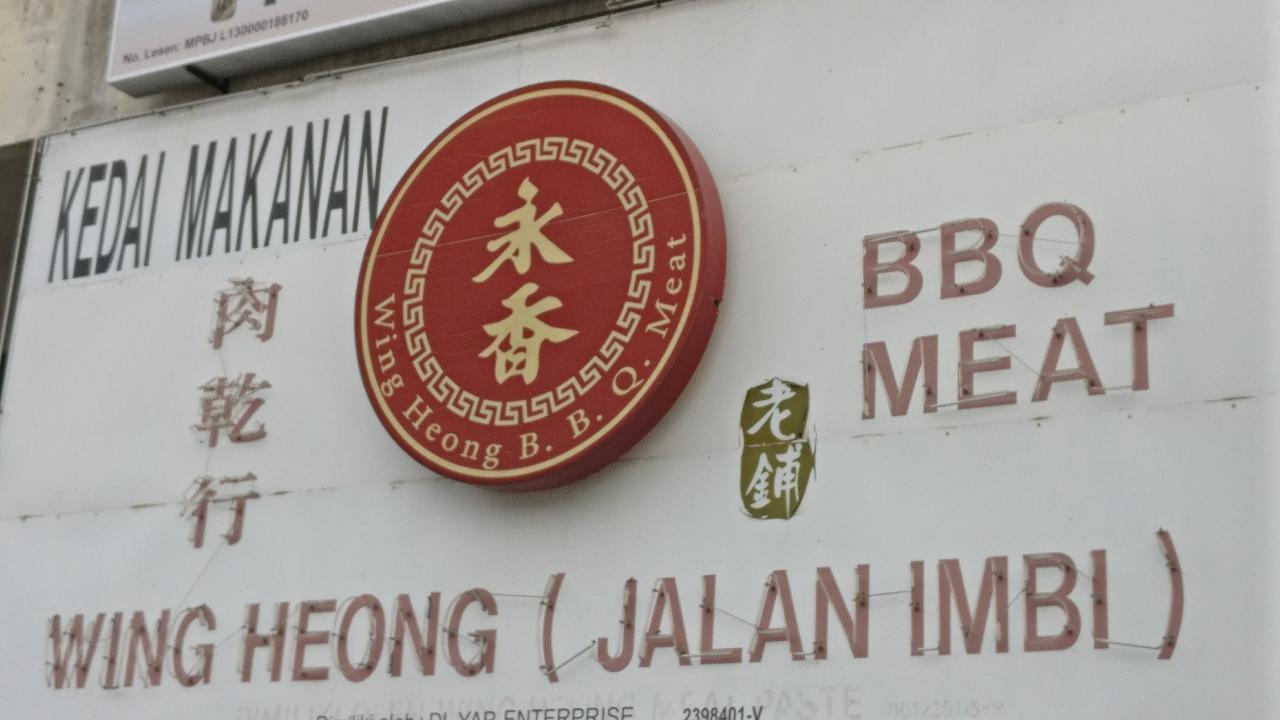 No. Lesen: MPBJ L130000188170
KEDAI MAKANAN
肉
乾
行
永
香
Wing Heong B. B. Q. Meat
BBQ
MEAT
老
鋪
WING HEONG ( JALAN IMBI )
ENTERPRISE 2398401-V